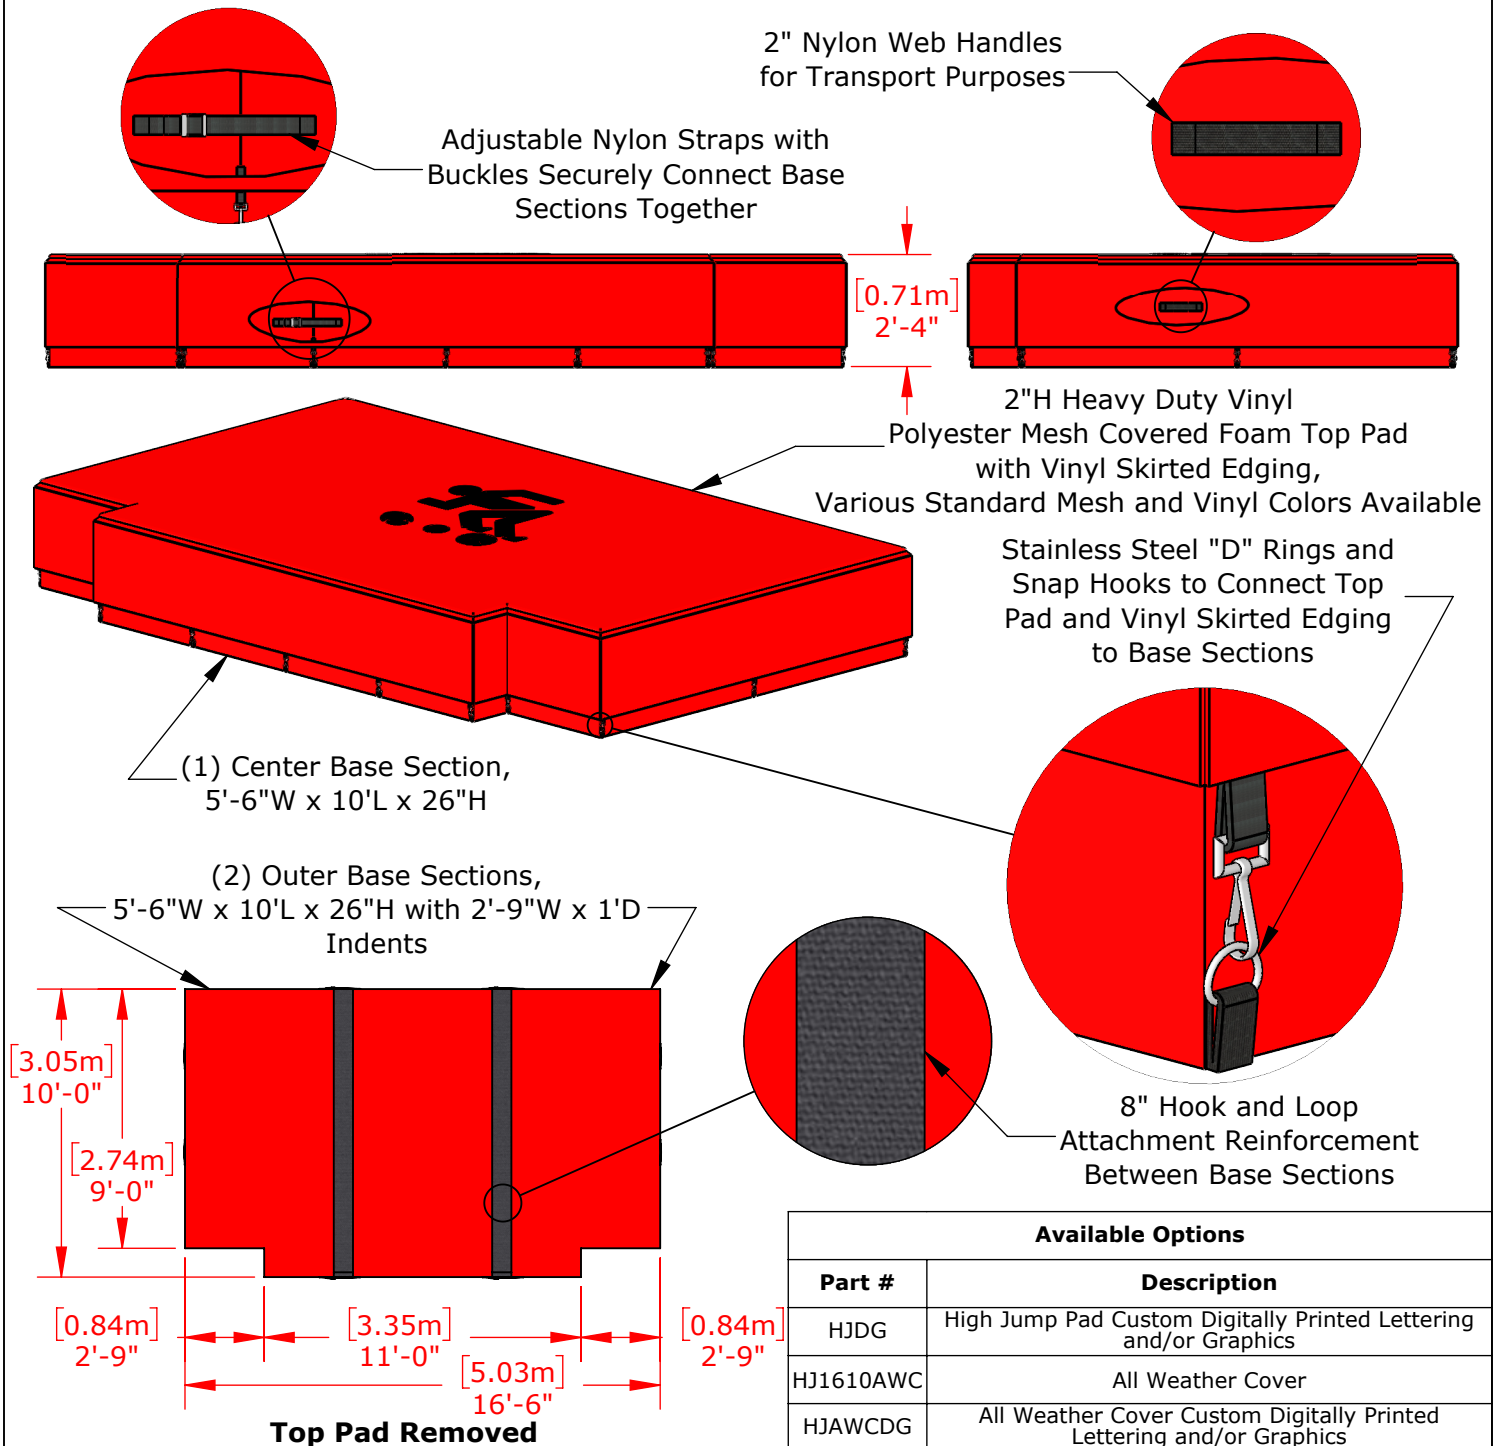 2" Nylon Web Handles
for Transport Purposes
Adjustable Nylon Straps with
Buckles Securely Connect Base
Sections Together
[0.71m]
2'-4"
2"H Heavy Duty Vinyl
Polyester Mesh Covered Foam Top Pad
with Vinyl Skirted Edging,
Various Standard Mesh and Vinyl Colors Available
Stainless Steel "D" Rings and
Snap Hooks to Connect Top
Pad and Vinyl Skirted Edging
to Base Sections
(1) Center Base Section,
5'-6"W x 10'L x 26"H
(2) Outer Base Sections,
5'-6"W x 10'L x 26"H with 2'-9"W x 1'D
Indents
[3.05m]
10'-0"
[2.74m]
9'-0"
8" Hook and Loop
Attachment Reinforcement
Between Base Sections
[0.84m]
2'-9"
[3.35m]
11'-0"
[0.84m]
2'-9"
[5.03m]
16'-6"
Top Pad Removed
Available Options
Part # Description
HJDG High Jump Pad Custom Digitally Printed Lettering
and/or Graphics
HJ1610AWC All Weather Cover
HJAWCDG All Weather Cover Custom Digitally Printed
Lettering and/or Graphics